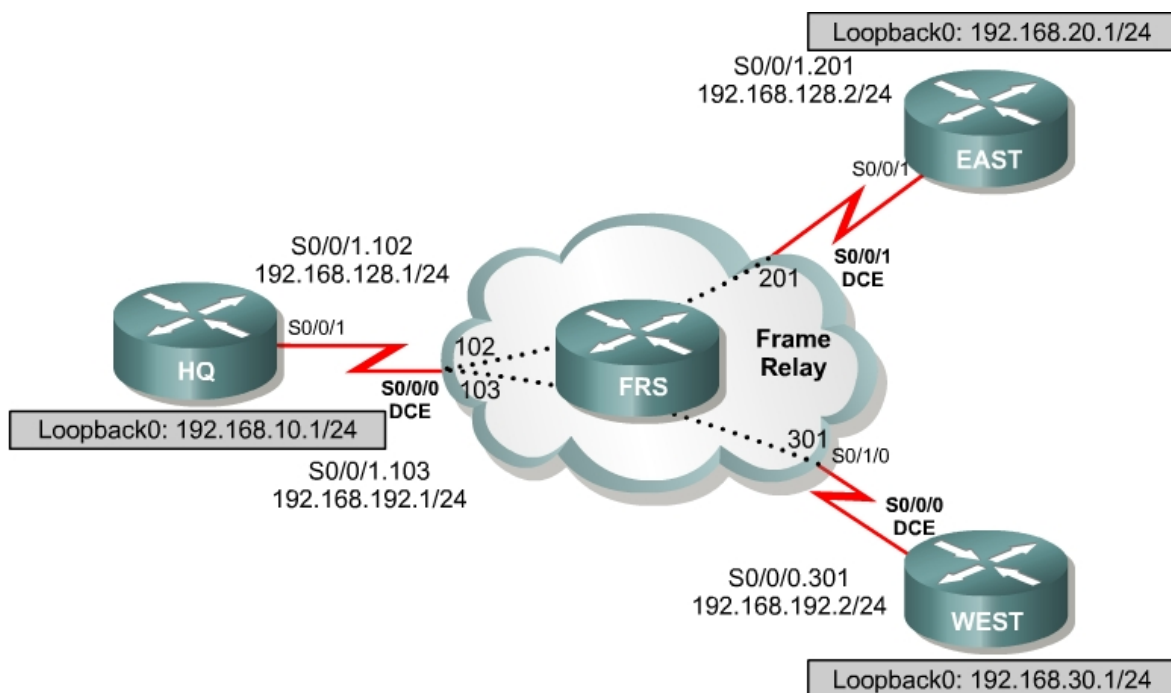 Loopback0: 192.168.20.1/24
S0/0/1.201
192.168.128.2/24
EAST
S0/0/1
S0/0/1
DCE
201
S0/0/1.102
192.168.128.1/24
S0/0/1
HQ
102
103
S0/0/0
DCE
FRS
Frame
Relay
Loopback0: 192.168.10.1/24
S0/0/1.103
192.168.192.1/24
301
S0/1/0
S0/0/0
DCE
S0/0/0.301
192.168.192.2/24
WEST
Loopback0: 192.168.30.1/24